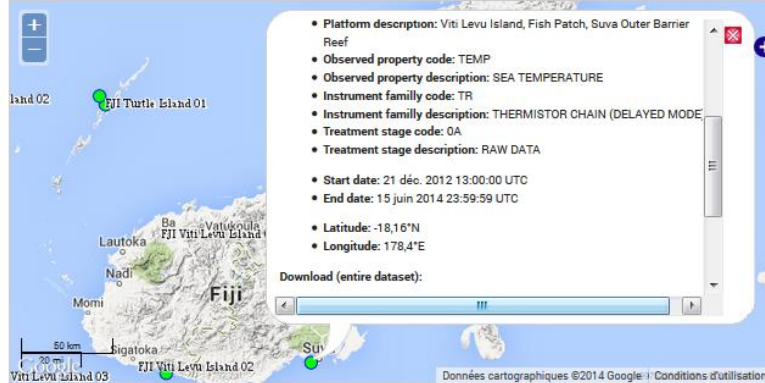 +
−
land 02
FJI Turtle Island 01
Ba
Vatukoula
FJI Viti Levu Island
Lautoka
Nadi
Momi
Fiji
50 km
20 mi
Sigatoka
Suv
FJI Viti Levu Island 02
Google
Viti Levu Island 03
• Platform description: Viti Levu Island, Fish Patch, Suva Outer Barrier
Reef
• Observed property code: TEMP
• Observed property description: SEA TEMPERATURE
• Instrument familly code: TR
• Instrument familly description: THERMISTOR CHAIN (DELAYED MODE)
• Treatment stage code: 0A
• Treatment stage description: RAW DATA
• Start date: 21 déc. 2012 13:00:00 UTC
• End date: 15 juin 2014 23:59:59 UTC
• Latitude: -18,16°N
• Longitude: 178,4°E
Download (entire dataset):
Données cartographiques ©2014 Google
Conditions d'utilisation